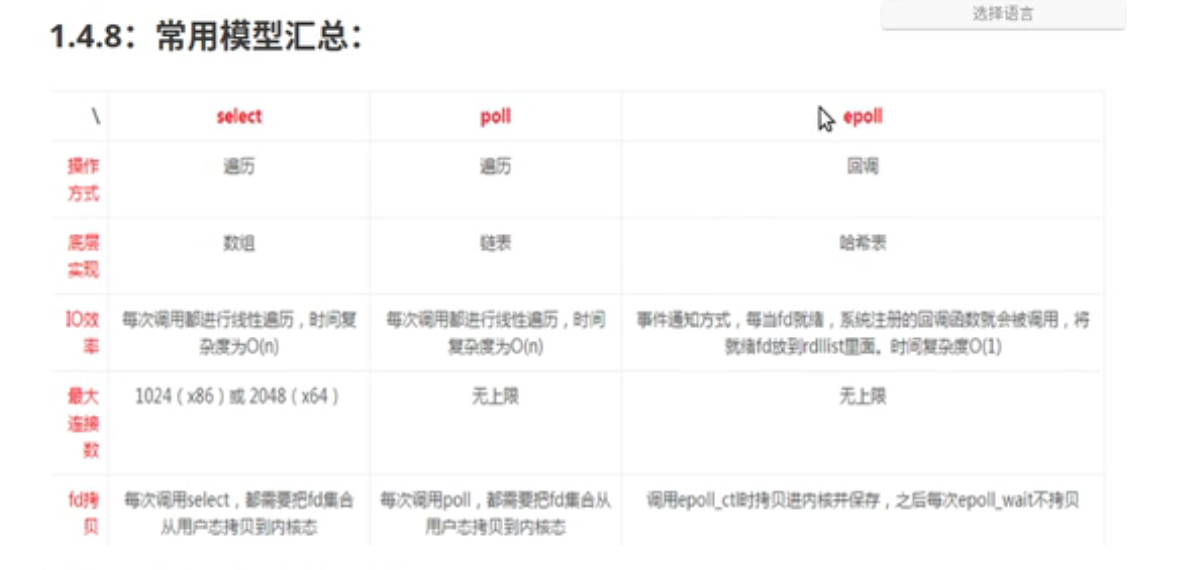 选择语言
1.4.8：常用模型汇总：
\ select poll epoll
操作
方式
遍历 遍历 回调
底层
实现
数组 链表 哈希表
IO效
率
每次调用都进行线性遍历，时间复
杂度为O(n)
每次调用都进行线性遍历，时间
复杂度为O(n)
事件通知方式，每当fd就绪，系统注册的回调函数就会被调用，将
就绪fd放到rdllist里面。时间复杂度O(1)
最大
连接
数
1024（x86）或 2048（x64） 无上限 无上限
fd拷
贝
每次调用select，都需要把fd集合
从用户态拷贝到内核态
每次调用poll，都需要把fd集合从
用户态拷贝到内核态
调用epoll_ctl时拷贝进内核并保存，之后每次epoll_wait不拷贝